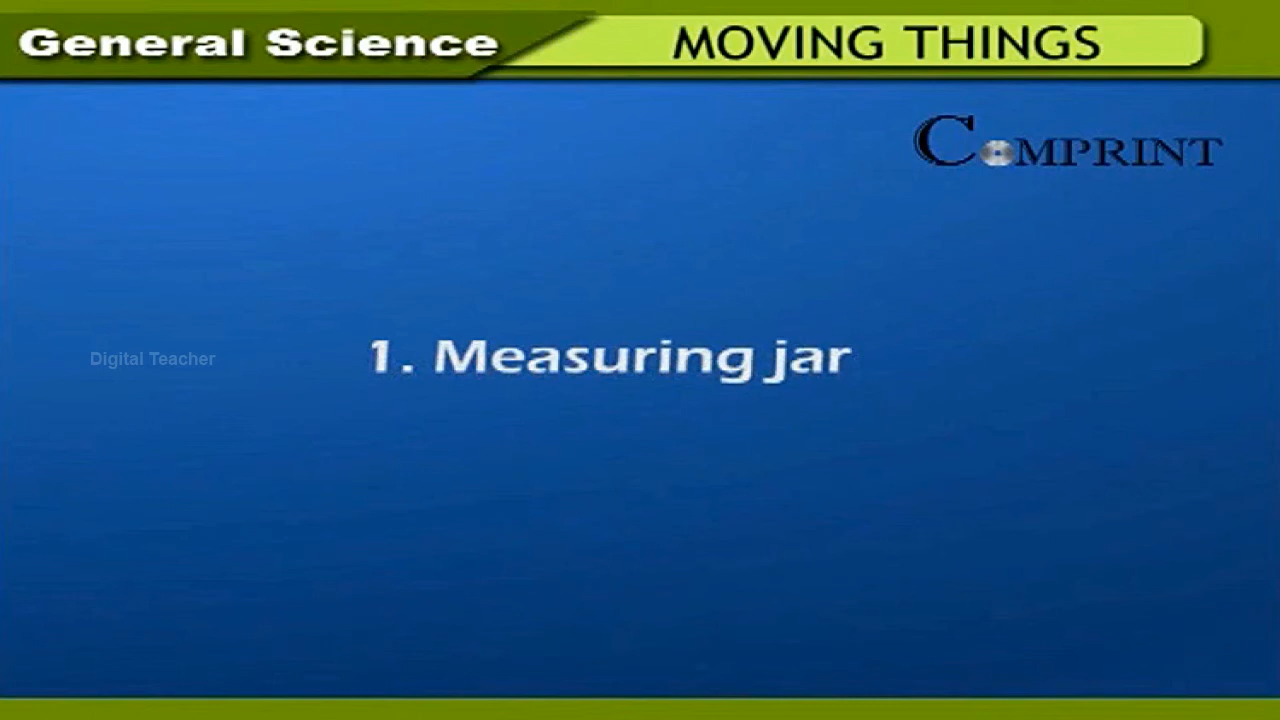 General Science
MOVING THINGS
COMPRINT
Digital Teacher
1. Measuring jar